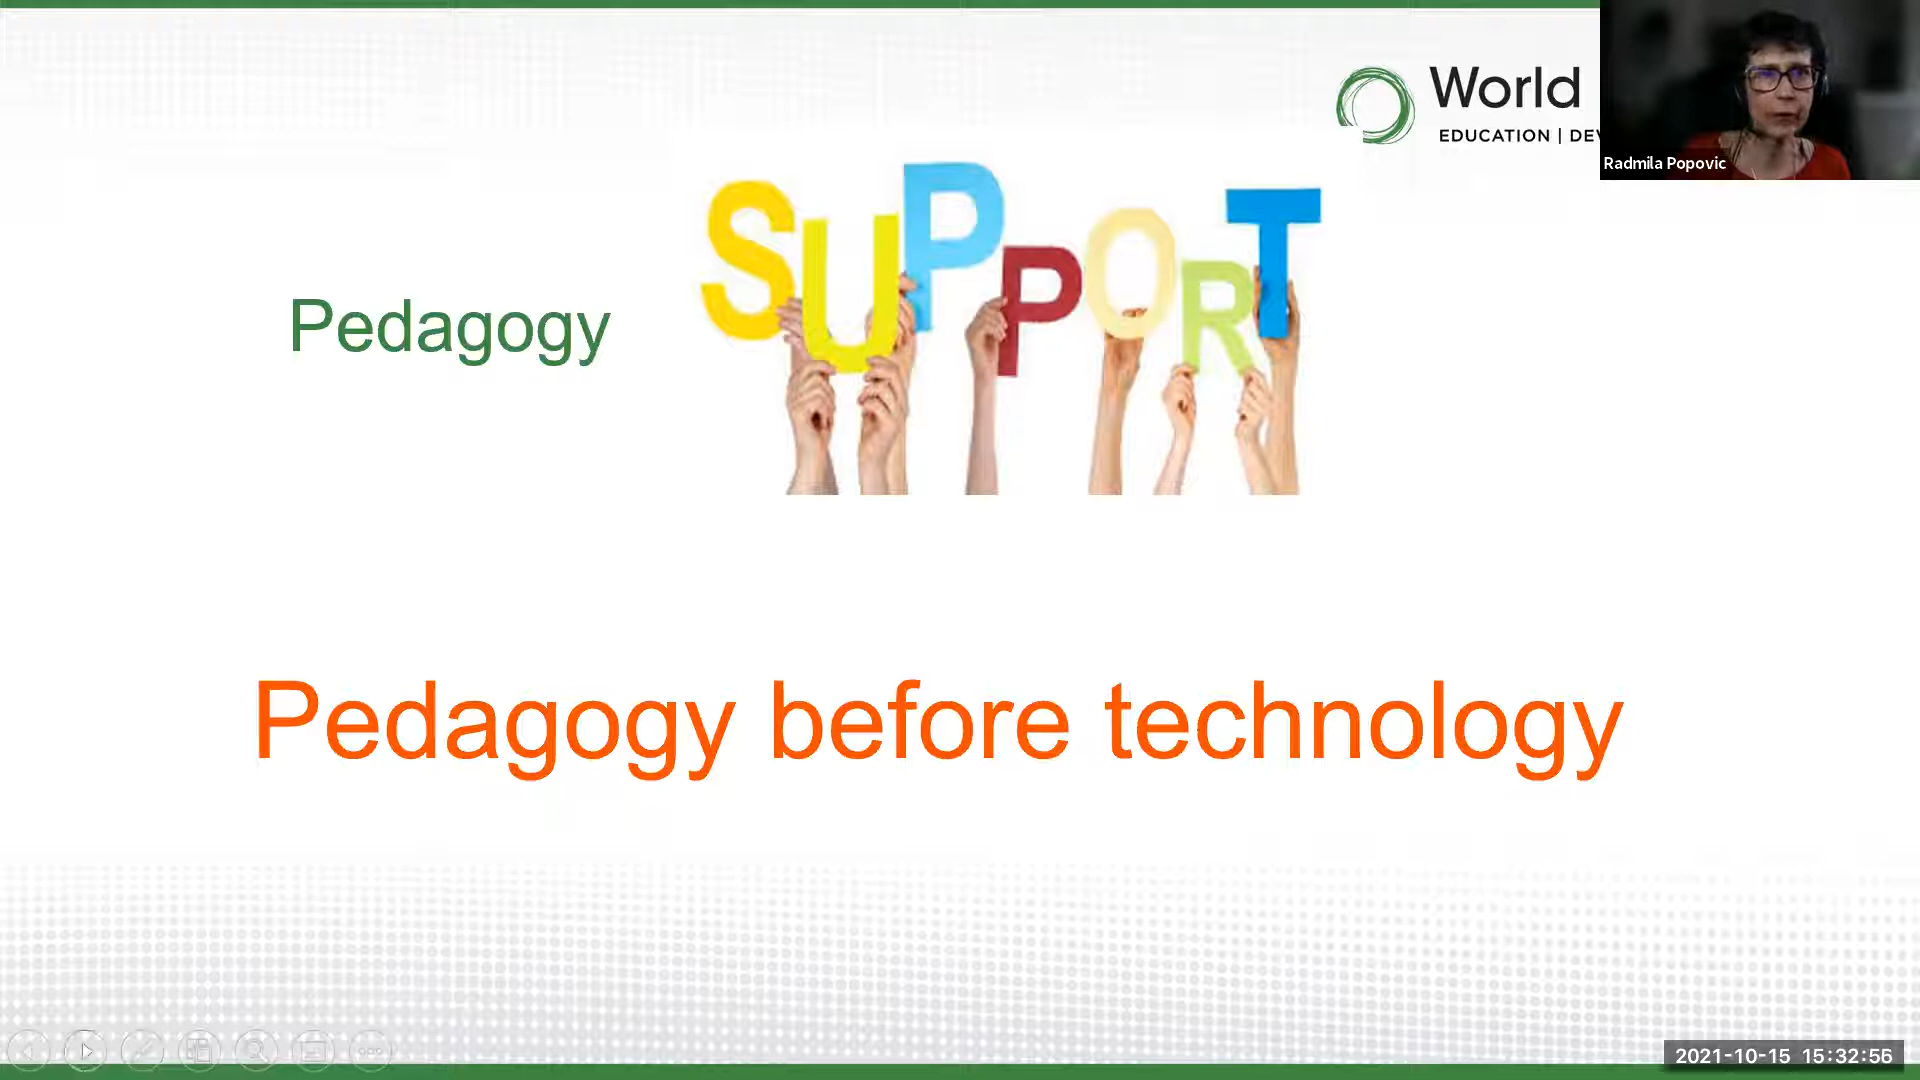 World
EDUCATION | DE
Radmila Popovic
SUPPORT
Pedagogy
Pedagogy before technology
2021-10-15 15:32:56